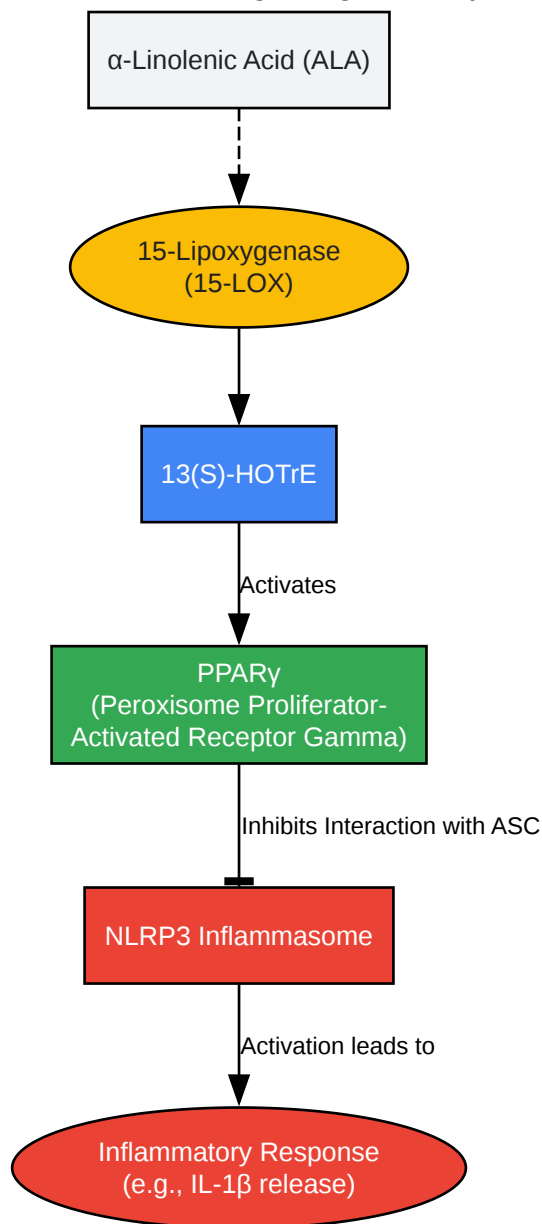 α-Linolenic Acid (ALA)
15-Lipoxygenase
(15-LOX)
13(S)-HOTrE
Activates
PPARγ
(Peroxisome Proliferator-
Activated Receptor Gamma)
Inhibits Interaction with ASC
NLRP3 Inflammasome
Activation leads to
Inflammatory Response
(e.g., IL-1β release)